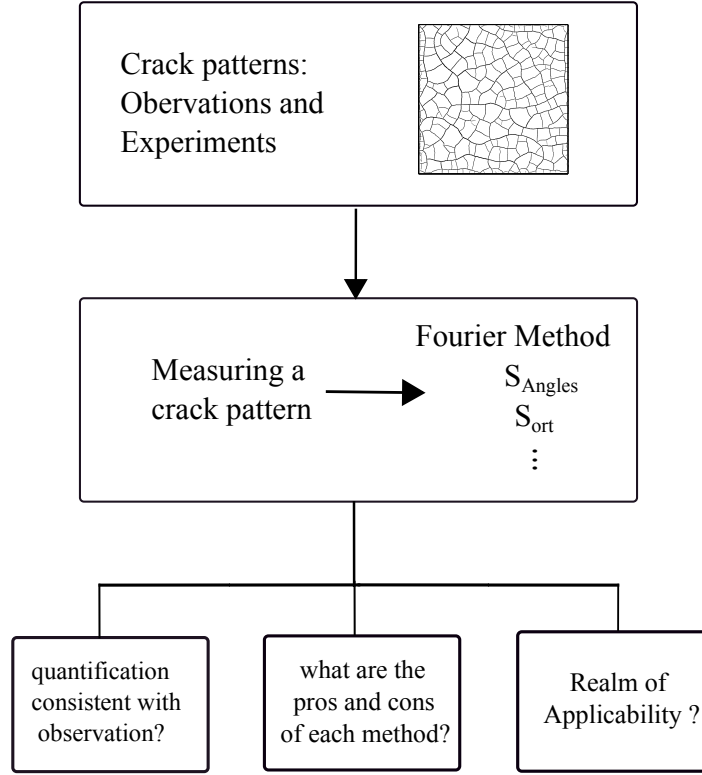 Crack patterns:
Obervations and
Experiments
Measuring a
crack pattern
Fourier Method
S_Angles
S_ort
⋮
quantification
consistent with
observation?
what are the
pros and cons
of each method?
Realm of
Applicability ?